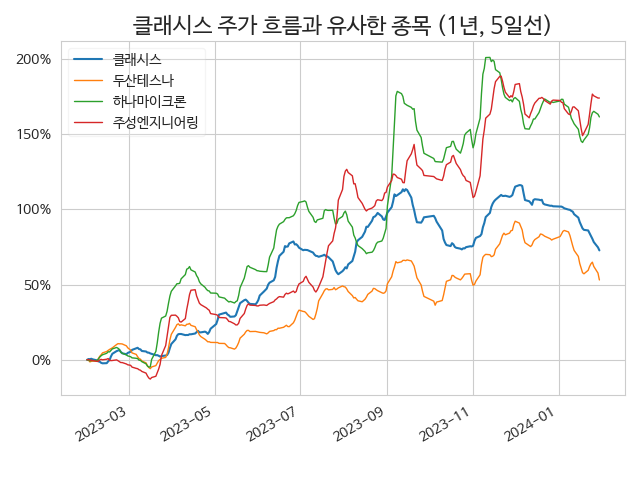 클래시스 주가 흐름과 유사한 종목 (1년, 5일선)
클래시스
두산테스나
하나마이크론
주성엔지니어링
200%
150%
100%
50%
0%
2023-03
2023-05
2023-07
2023-09
2023-11
2024-01